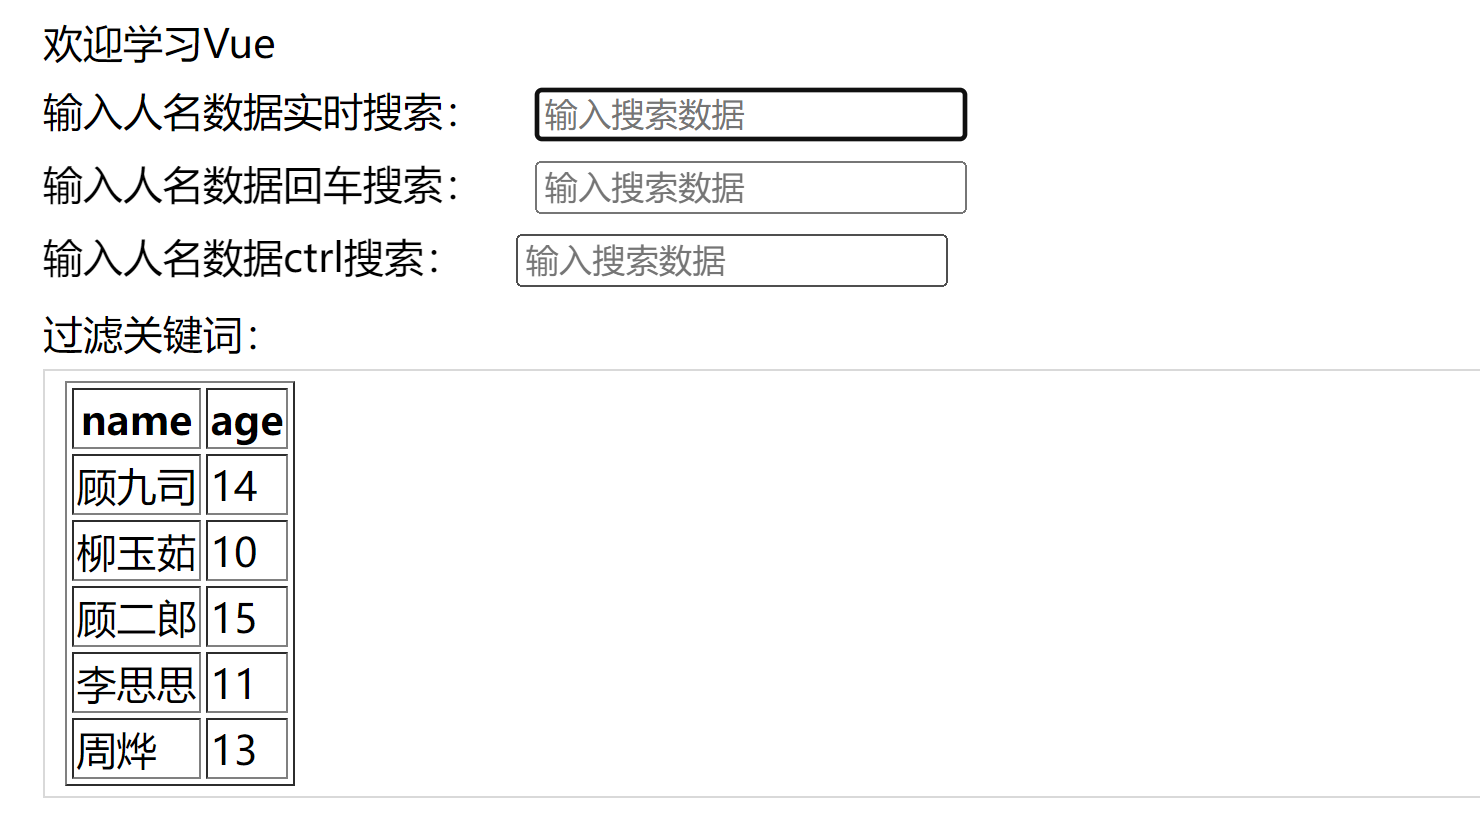 欢迎学习Vue
输入人名数据实时搜索： 输入搜索数据
输入人名数据回车搜索： 输入搜索数据
输入人名数据ctrl搜索： 输入搜索数据
过滤关键词：
name age
顾九司 14
柳玉茹 10
顾二郎 15
李思思 11
周烨 13